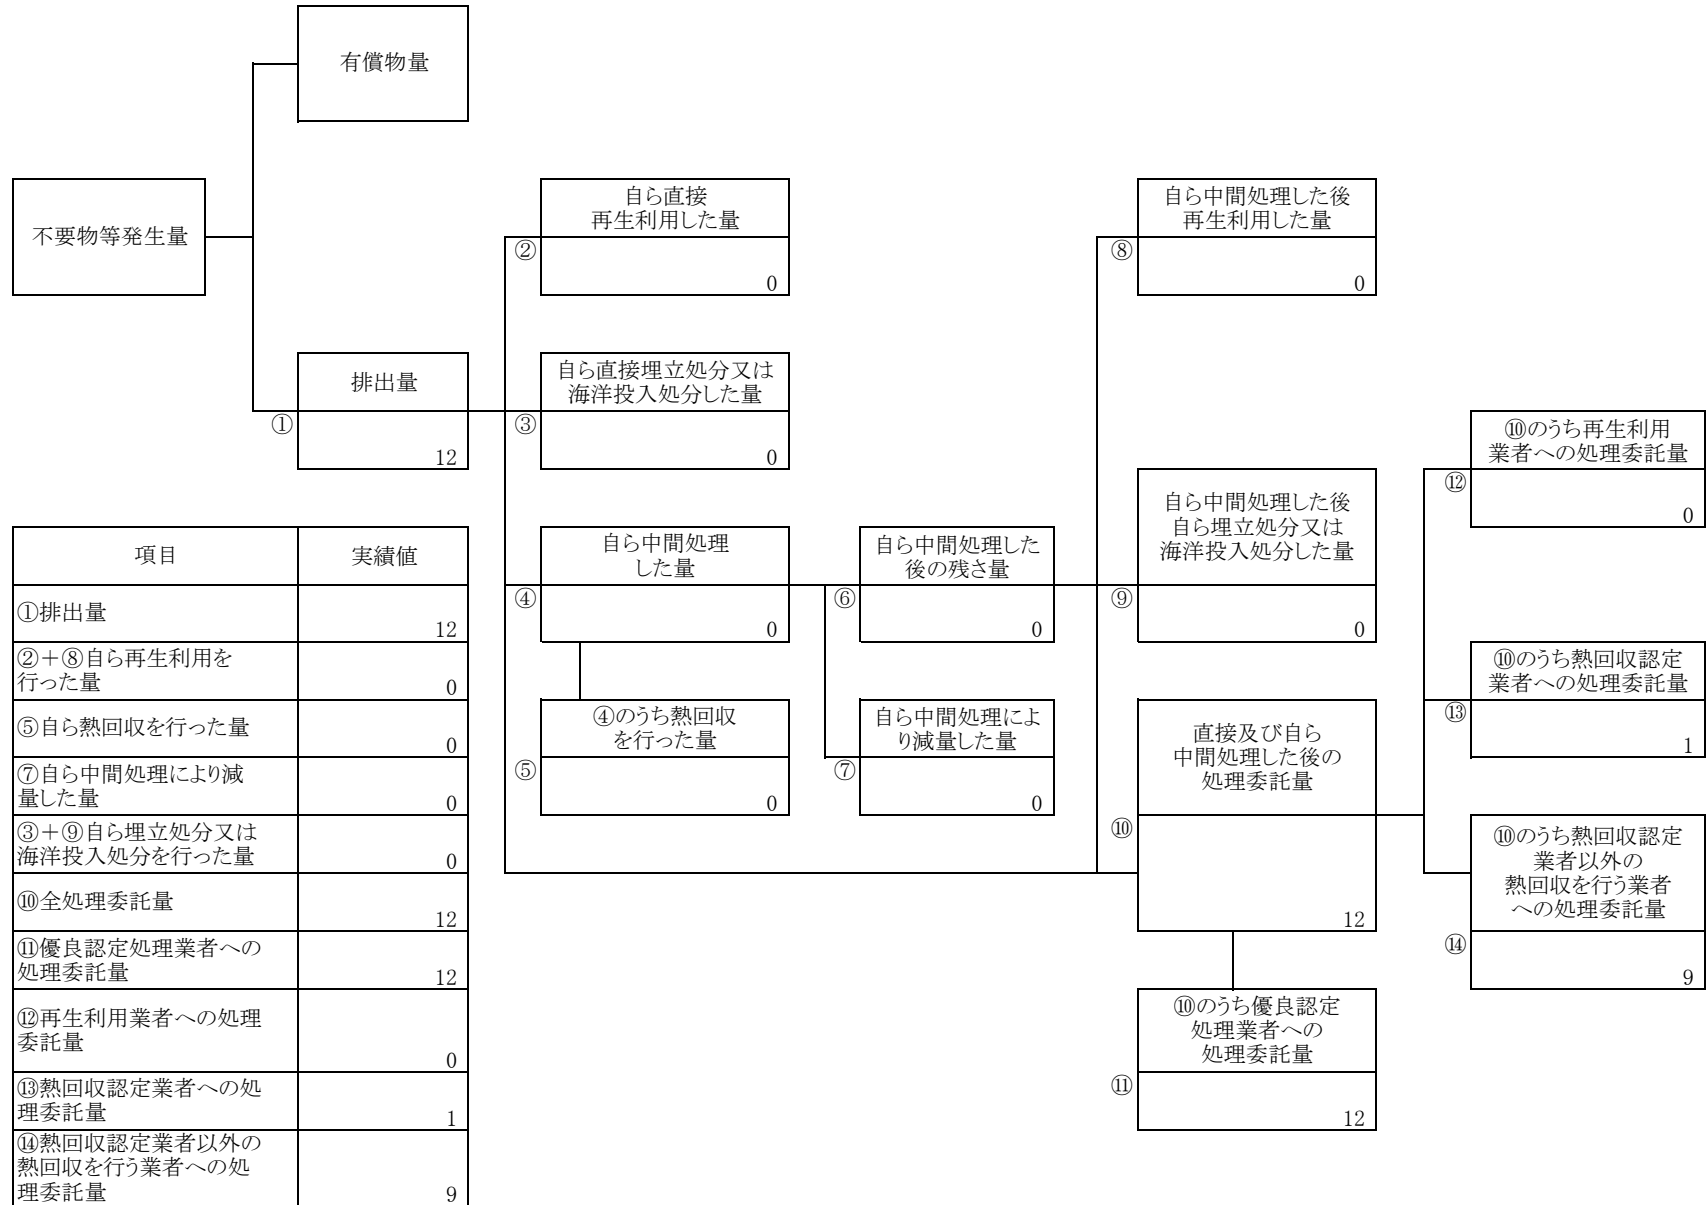 有償物量
不要物等発生量
自ら直接
再生利用した量
②
0
自ら中間処理した後
再生利用した量
⑧
0
排出量
①
12
自ら直接埋立処分又は
海洋投入処分した量
③
0
⑩のうち再生利用
業者への処理委託量
⑫
0
自ら中間処理
した量
④
0
自ら中間処理した
後の残さ量
⑥
0
自ら中間処理した後
自ら埋立処分又は
海洋投入処分した量
⑨
0
⑩のうち熱回収認定
業者への処理委託量
⑬
1
④のうち熱回収
を行った量
⑤
0
自ら中間処理によ
り減量した量
⑦
0
直接及び自ら
中間処理した後の
処理委託量
⑩
12
⑩のうち熱回収認定
業者以外の
熱回収を行う業者
への処理委託量
⑭
9
⑩のうち優良認定
処理業者への
処理委託量
⑪
12
項目 実績値
①排出量
12
②＋⑧自ら再生利用を
行った量
0
⑤自ら熱回収を行った量
0
⑦自ら中間処理により減
量した量
0
③＋⑨自ら埋立処分又は
海洋投入処分を行った量
0
⑩全処理委託量
12
⑪優良認定処理業者への
処理委託量
12
⑫再生利用業者への処理
委託量
0
⑬熱回収認定業者への処
理委託量
1
⑭熱回収認定業者以外の
熱回収を行う業者への処
理委託量
9